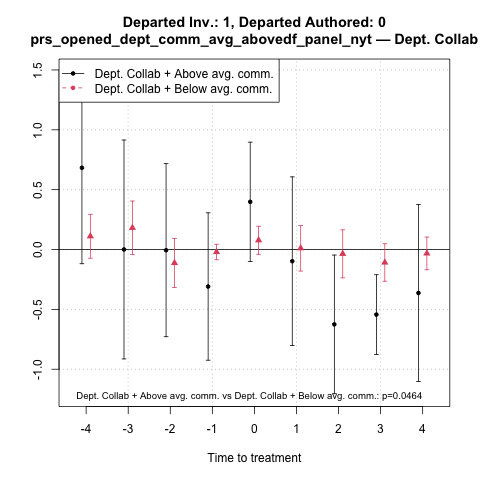 Departed Inv.: 1, Departed Authored: 0
prs_opened_dept_comm_avg_abovedf_panel_nyt — Dept. Collab
Dept. Collab + Above avg. comm.
Dept. Collab + Below avg. comm.
1.5
1.0
0.5
0.0
-0.5
-1.0
Dept. Collab + Above avg. comm. vs Dept. Collab + Below avg. comm.: p=0.0464
-4 -3 -2 -1 0 1 2 3 4
Time to treatment